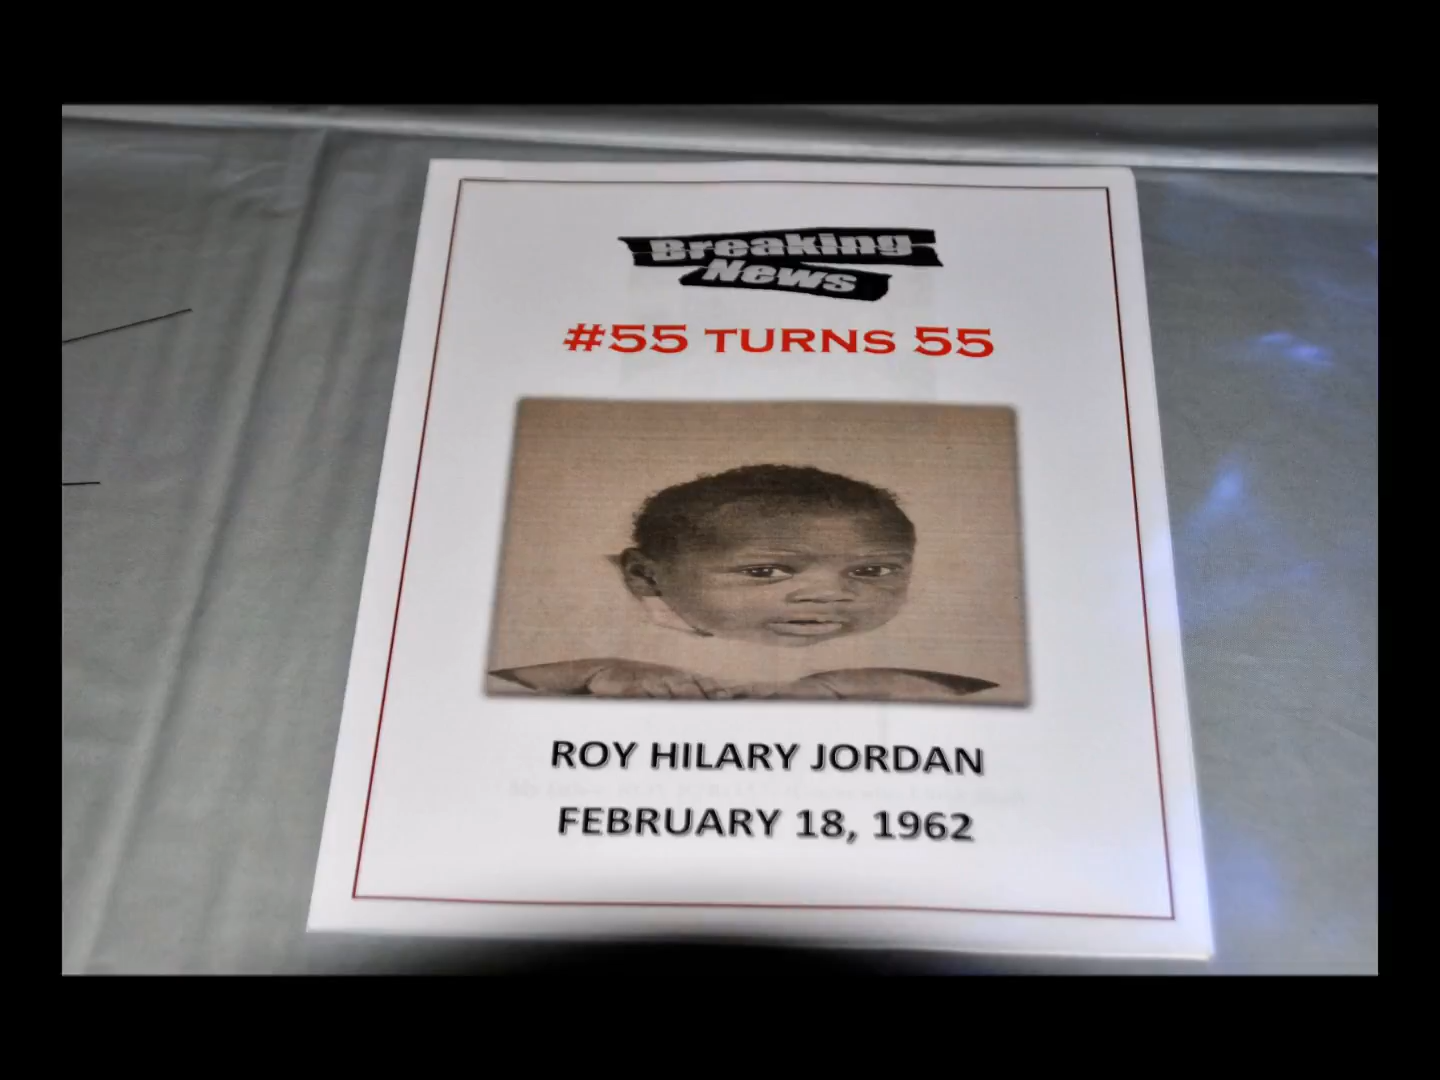 Breaking
News
#55 TURNS 55
ROY HILARY JORDAN
FEBRUARY 18, 1962